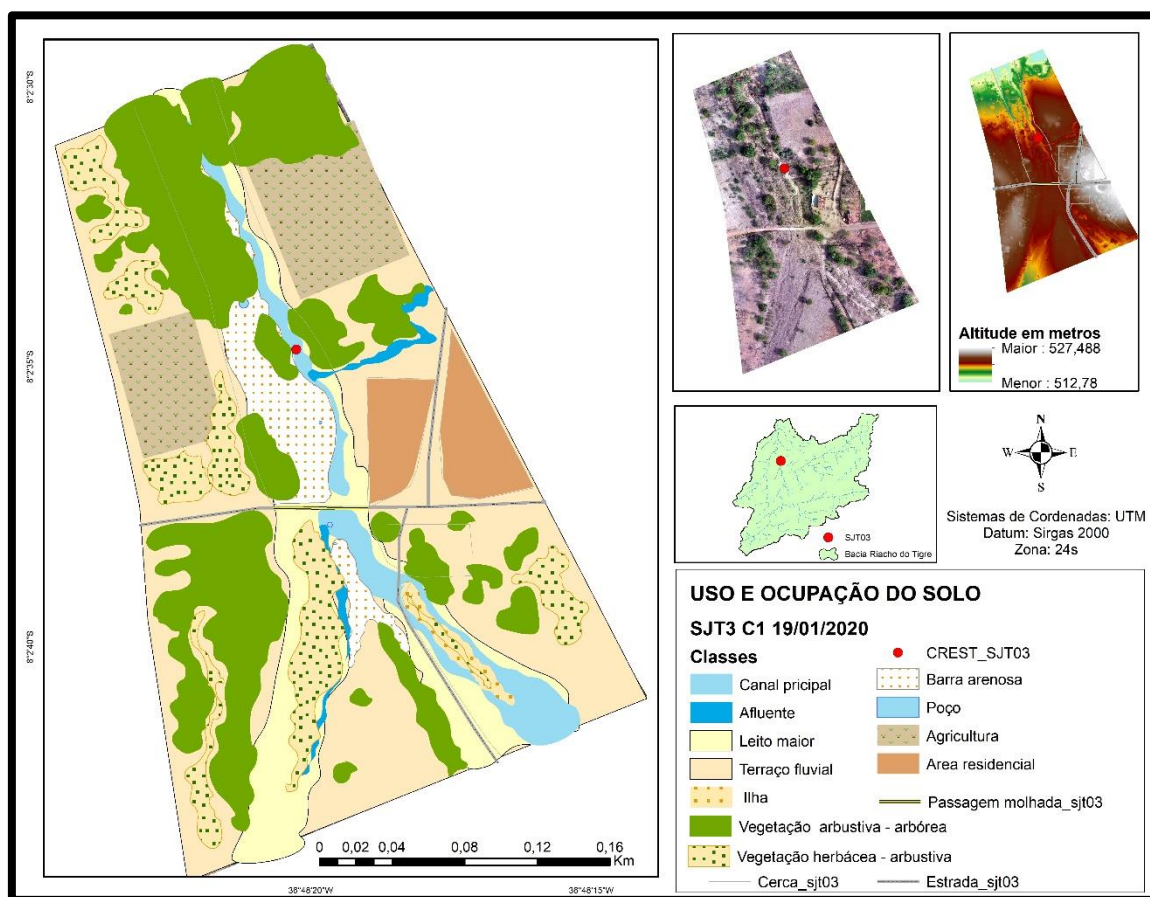 8°2'30"S
8°2'35"S
8°2'40"S
38°48'20"W
38°48'15"W
0 0,02 0,04 0,08 0,12 0,16
Km
Altitude em metros
Maior : 527,488
Menor : 512,78
SJT03
Bacia Riacho do Tigre
N
W E
S
Sistemas de Cordenadas: UTM
Datum: Sirgas 2000
Zona: 24s
USO E OCUPAÇÃO DO SOLO
SJT3 C1 19/01/2020
Classes
Canal pricipal
Afluente
Leito maior
Terraço fluvial
Ilha
Vegetação arbustiva - arbórea
Vegetação herbácea - arbustiva
Cerca_sjt03
CREST_SJT03
Barra arenosa
Poço
Agricultura
Area residencial
Passagem molhada_sjt03
Estrada_sjt03